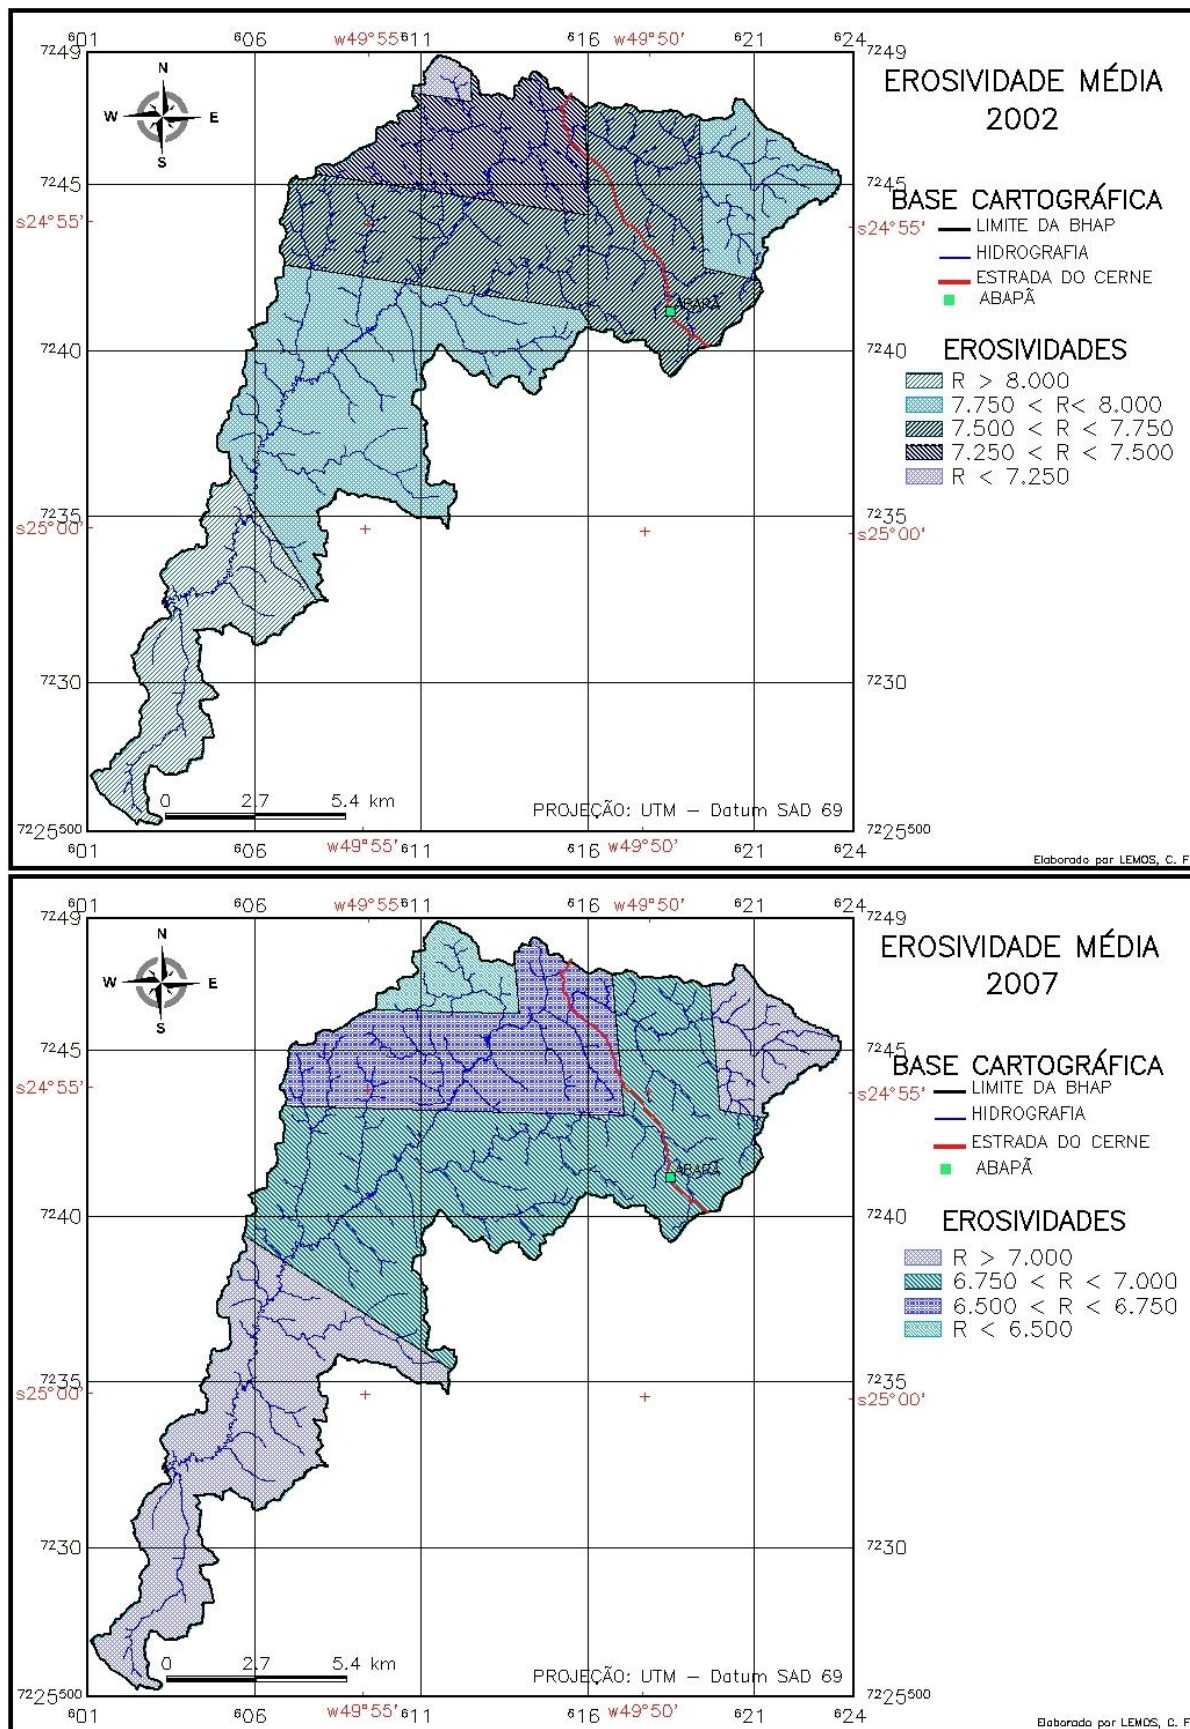 601 606 w49°55' 611 616 w49°50' 621 624
7249 7249
N
W E
S
EROSIVIDADE MÉDIA
2002
7245 7245
s24°55' s24°55'
BASE CARTOGRÁFICA
LIMITE DA BHAP
HIDROGRAFIA
ESTRADA DO CERNE
ABAPÃ
ABAPÃ
7240 7240
EROSIVIDADES
R > 8.000
7.750 < R< 8.000
7.500 < R < 7.750
7.250 < R < 7.500
R < 7.250
7235 7235
s25°00' s25°00'
7230 7230
0 2.7 5.4 km
PROJEÇÃO: UTM – Datum SAD 69
7225500 7225500
601 606 w49°55' 611 616 w49°50' 621 624
Elaborado por LEMOS, C. F
601 606 w49°55' 611 616 w49°50' 621 624
7249 7249
N
W E
S
EROSIVIDADE MÉDIA
2007
7245 7245
s24°55' s24°55'
BASE CARTOGRÁFICA
LIMITE DA BHAP
HIDROGRAFIA
ESTRADA DO CERNE
ABAPÃ
ABAPÃ
7240 7240
EROSIVIDADES
R > 7.000
6.750 < R < 7.000
6.500 < R < 6.750
R < 6.500
7235 7235
s25°00' s25°00'
7230 7230
0 2.7 5.4 km
PROJEÇÃO: UTM – Datum SAD 69
7225500 7225500
601 606 w49°55' 611 616 w49°50' 621 624
Elaborado por LEMOS, C. F